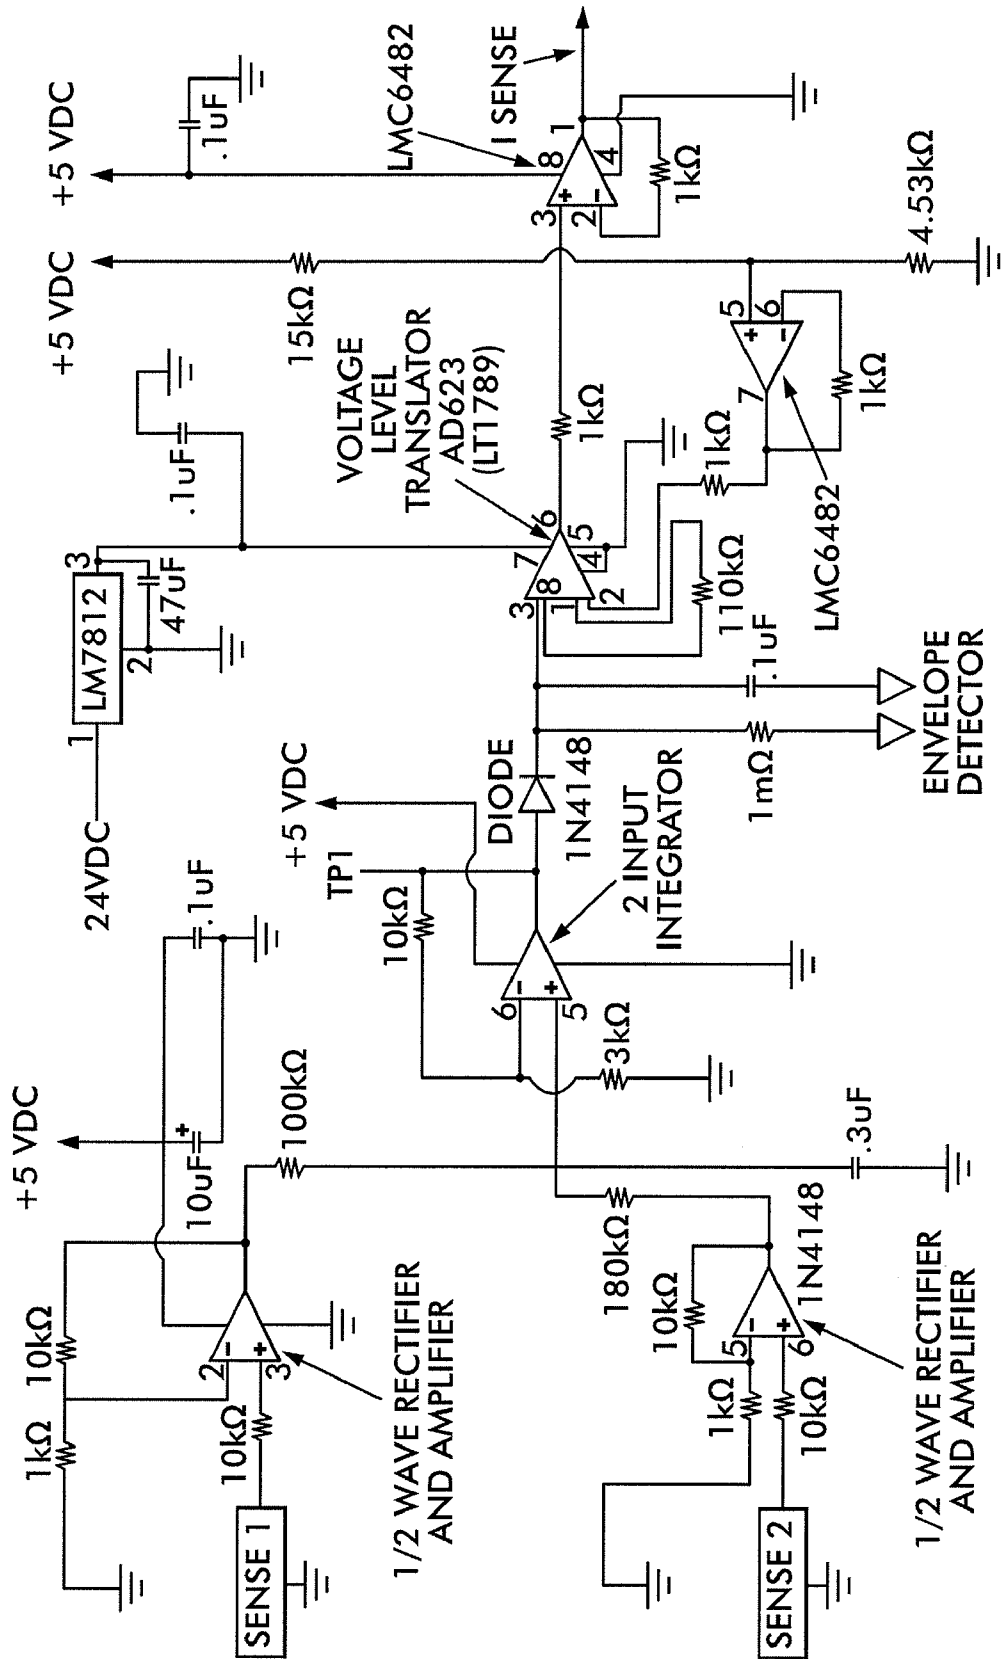 +5 VDC
.1uF
LMC6482
I SENSE
8
1
3
+
-
2
4
1kΩ
+5 VDC
15kΩ
4.53kΩ
5
6
+
-
7
1kΩ
LMC6482
1kΩ
VOLTAGE
LEVEL
TRANSLATOR
AD623
(LT1789)
1kΩ
.1uF
7
6
5
4
3
8
1
2
110kΩ
24VDC
1
LM7812
3
2
47uF
.1uF
1mΩ
ENVELOPE
DETECTOR
DIODE
1N4148
+5 VDC
TP1
10kΩ
2 INPUT
INTEGRATOR
6
-
+
5
3kΩ
+5 VDC
.1uF
+
10uF
100kΩ
.3uF
10kΩ
1kΩ
2
-
+
3
10kΩ
SENSE 1
1/2 WAVE RECTIFIER
AND AMPLIFIER
180kΩ
10kΩ
1N4148
5
-
+
6
1kΩ
10kΩ
SENSE 2
1/2 WAVE RECTIFIER
AND AMPLIFIER